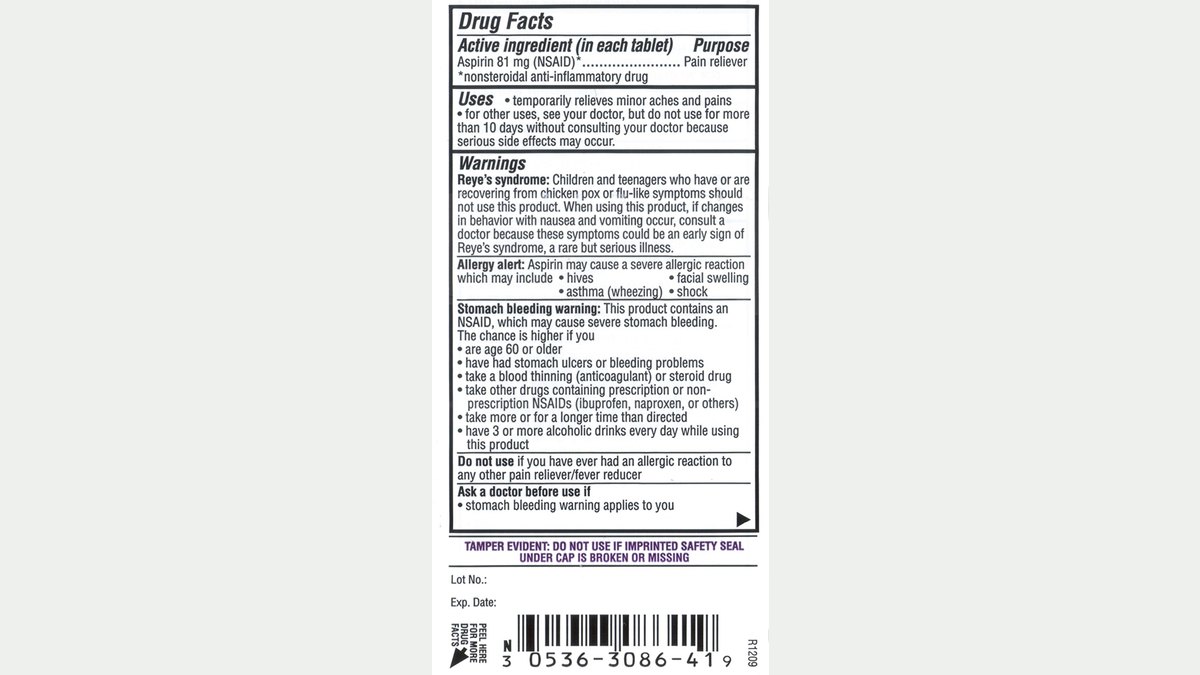 Drug Facts
Active ingredient (in each tablet) Purpose
Aspirin 81 mg (NSAID)*....................... Pain reliever
*nonsteroidal anti-inflammatory drug
Uses • temporarily relieves minor aches and pains
• for other uses, see your doctor, but do not use for more
than 10 days without consulting your doctor because
serious side effects may occur.
Warnings
Reye's syndrome: Children and teenagers who have or are
recovering from chicken pox or flu-like symptoms should
not use this product. When using this product, if changes
in behavior with nausea and vomiting occur, consult a
doctor because these symptoms could be an early sign of
Reye's syndrome, a rare but serious illness.
Allergy alert: Aspirin may cause a severe allergic reaction
which may include • hives • facial swelling
• asthma (wheezing) • shock
Stomach bleeding warning: This product contains an
NSAID, which may cause severe stomach bleeding.
The chance is higher if you
• are age 60 or older
• have had stomach ulcers or bleeding problems
• take a blood thinning (anticoagulant) or steroid drug
• take other drugs containing prescription or non-
prescription NSAIDs (ibuprofen, naproxen, or others)
• take more or for a longer time than directed
• have 3 or more alcoholic drinks every day while using
this product
Do not use if you have ever had an allergic reaction to
any other pain reliever/fever reducer
Ask a doctor before use if
• stomach bleeding warning applies to you
TAMPER EVIDENT: DO NOT USE IF IMPRINTED SAFETY SEAL
UNDER CAP IS BROKEN OR MISSING
Lot No.:
Exp. Date:
PEEL HERE
FOR MORE
DRUG
FACTS
N
3 0536-3086-41 9
R1209